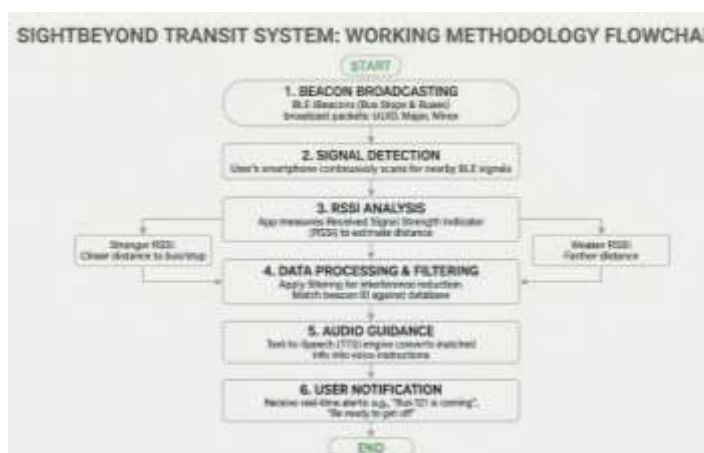 SIGHTBEYOND TRANSIT SYSTEM: WORKING METHODOLOGY FLOWCHA
START
1. BEACON BROADCASTING
BLE iBeacons (Bus Stops & Buses)
broadcast packets: UUID, Major, Minor
2. SIGNAL DETECTION
User's smartphone continuously scans for nearby BLE signals
3. RSSI ANALYSIS
App measures Received Signal Strength Indicator
(RSSI) to estimate distance
Stronger RSSI:
Closer distance to bus/stop
Weaker RSSI:
Farther distance
4. DATA PROCESSING & FILTERING
Apply filtering for interference reduction
Match beacon ID against database
5. AUDIO GUIDANCE
Text-to-Speech (TTS) engine converts matched
info into voice instructions
6. USER NOTIFICATION
Receive real-time alerts: e.g., "Bus is coming",
"Be ready to get off"
END